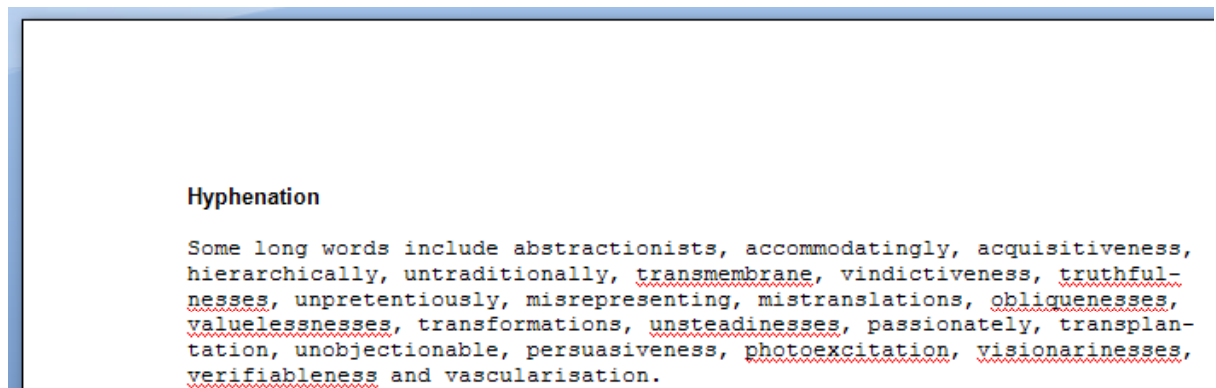 Hyphenation
Some long words include abstractionists, accommodatingly, acquisitiveness,
hierarchically, untraditionally, transmembrane, vindictiveness, truthful-
nesses, unpretentiously, misrepresenting, mistranslations, obliquenesses,
valuelessnesses, transformations, unsteadinesses, passionately, transplan-
tation, unobjectionable, persuasiveness, photoexcitation, visionarinesses,
verifiableness and vascularisation.